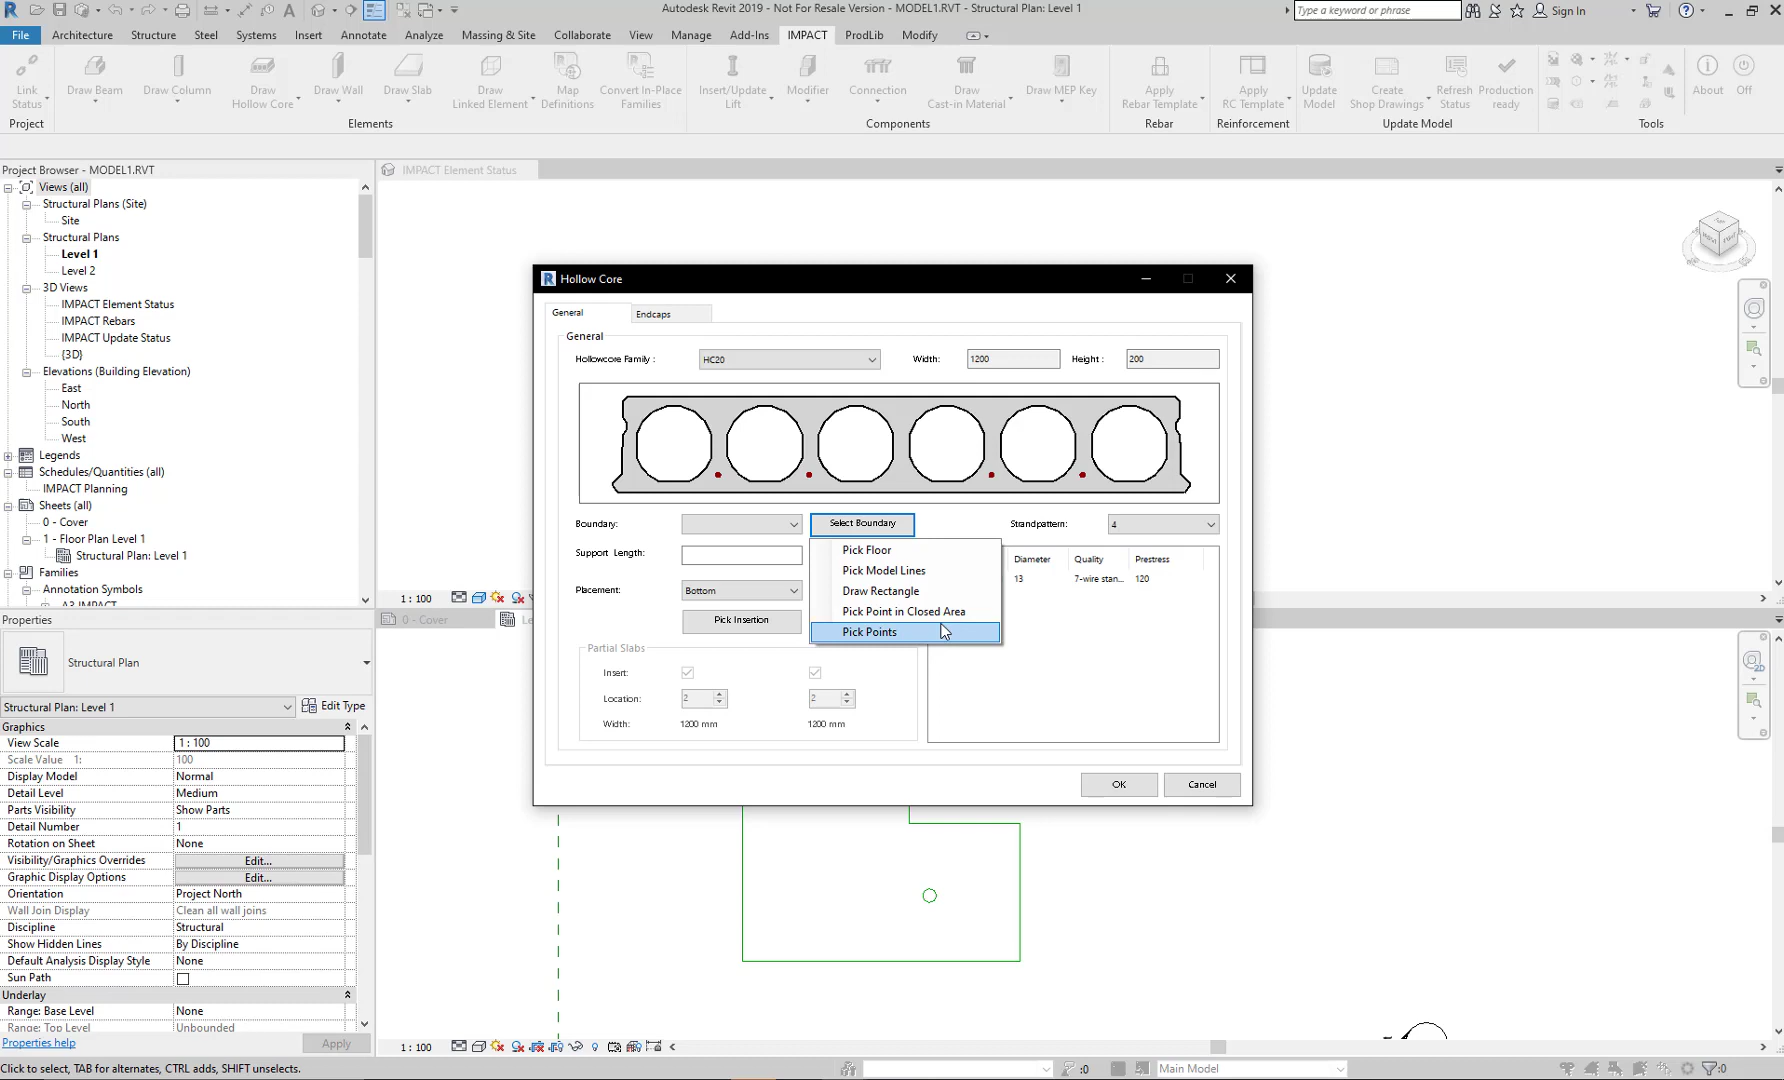 Autodesk Revit 2019 - Not For Resale Version - MODEL1.RVT - Structural Plan: Level 1
Type a keyword or phrase
Sign In
File Architecture Structure Steel Systems Insert Annotate Analyze Massing & Site Collaborate View Manage Add-Ins IMPACT ProdLib Modify
Link Status
Draw Beam
Draw Column
Draw Hollow Core
Draw Wall
Draw Slab
Draw Linked Element
Map Definitions
Convert In-Place Families
Insert/Update Lift
Modifier
Connection
Draw Cast-in Material
Draw MEP Key
Apply Rebar Template
Apply RC Template
Update Model
Create Shop Drawings
Refresh Status
Production ready
About
Off
Project Elements Components Rebar Reinforcement Update Model Tools
Project Browser - MODEL1.RVT
Views (all)
Structural Plans (Site)
Site
Structural Plans
Level 1
Level 2
3D Views
IMPACT Element Status
IMPACT Rebars
IMPACT Update Status
{3D}
Elevations (Building Elevation)
East
North
South
West
Legends
Schedules/Quantities (all)
IMPACT Planning
Sheets (all)
0 - Cover
1 - Floor Plan Level 1
Structural Plan: Level 1
Families
Annotation Symbols
A3 IMPACT
Properties
Structural Plan
Structural Plan: Level 1
Edit Type
Graphics
View Scale 1 : 100
Scale Value 1: 100
Display Model Normal
Detail Level Medium
Parts Visibility Show Parts
Detail Number 1
Rotation on Sheet None
Visibility/Graphics Overrides Edit...
Graphic Display Options Edit...
Orientation Project North
Wall Join Display Clean all wall joins
Discipline Structural
Show Hidden Lines By Discipline
Default Analysis Display Style None
Sun Path
Underlay
Range: Base Level None
Range: Top Level Unbounded
Properties help
Apply
IMPACT Element Status
1 : 100
0 - Cover
Hollow Core
General Endcaps
General
Hollowcore Family : HC20 Width: 1200 Height : 200
Boundary: Select Boundary Strandpattern: 4
Support Length:
Placement: Bottom
Pick Insertion
Pick Floor
Pick Model Lines
Draw Rectangle
Pick Point in Closed Area
Pick Points
Diameter Quality Prestress
13 7-wire stan... 120
Partial Slabs
Insert:
Location: 2 2
Width: 1200 mm 1200 mm
OK Cancel
1 : 100
Click to select, TAB for alternates, CTRL adds, SHIFT unselects.
:0
Main Model
:0